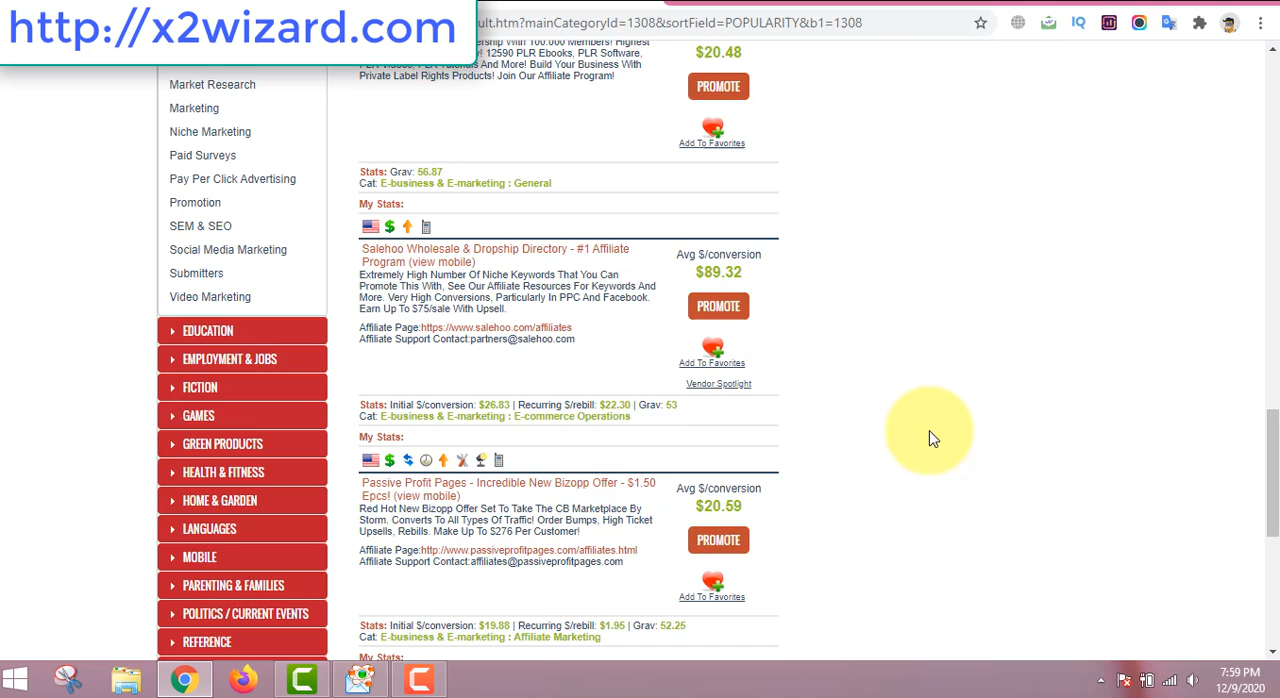 http://x2wizard.com
ult.htm?mainCategoryId=1308&sortField=POPULARITY&b1=1308
Market Research
Marketing
Niche Marketing
Paid Surveys
Pay Per Click Advertising
Promotion
SEM & SEO
Social Media Marketing
Submitters
Video Marketing
EDUCATION
EMPLOYMENT & JOBS
FICTION
GAMES
GREEN PRODUCTS
HEALTH & FITNESS
HOME & GARDEN
LANGUAGES
MOBILE
PARENTING & FAMILIES
POLITICS / CURRENT EVENTS
REFERENCE
With 100.000 Members! Highest
12590 PLR Ebooks, PLR Software,
PLR Videos, PLR Tutorials And More! Build Your Business With
Private Label Rights Products! Join Our Affiliate Program!
$20.48
PROMOTE
Add To Favorites
Stats: Grav: 56.87
Cat: E-business & E-marketing : General
My Stats:
Salehoo Wholesale & Dropship Directory - #1 Affiliate
Program (view mobile)
Extremely High Number Of Niche Keywords That You Can
Promote This With, See Our Affiliate Resources For Keywords And
More. Very High Conversions, Particularly In PPC And Facebook.
Earn Up To $75/sale With Upsell.
Affiliate Page:https://www.salehoo.com/affiliates
Affiliate Support Contact:partners@salehoo.com
Avg $/conversion
$89.32
PROMOTE
Add To Favorites
Vendor Spotlight
Stats: Initial $/conversion: $26.83 | Recurring $/rebill: $22.30 | Grav: 53
Cat: E-business & E-marketing : E-commerce Operations
My Stats:
Passive Profit Pages - Incredible New Bizopp Offer - $1.50
Epcs! (view mobile)
Red Hot New Bizopp Offer Set To Take The CB Marketplace By
Storm. Converts To All Types Of Traffic! Order Bumps, High Ticket
Upsells, Rebills. Make Up To $276 Per Customer!
Affiliate Page:http://www.passiveprofitpages.com/affiliates.html
Affiliate Support Contact:affiliates@passiveprofitpages.com
Avg $/conversion
$20.59
PROMOTE
Add To Favorites
Stats: Initial $/conversion: $19.88 | Recurring $/rebill: $1.95 | Grav: 52.25
Cat: E-business & E-marketing : Affiliate Marketing
My Stats:
7:59 PM
12/9/2020